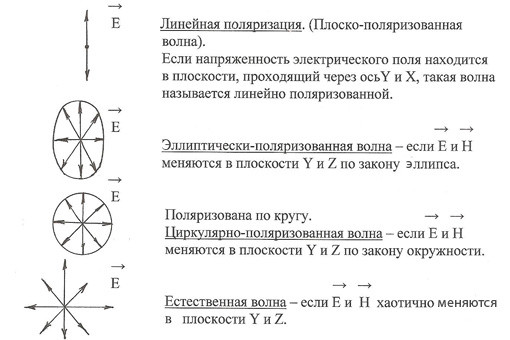 E
Линейная поляризация. (Плоско-поляризованная
волна).
Если напряженность электрического поля находится
в плоскости, проходящий через осьY и X, такая волна
называется линейно поляризованной.
E
Эллиптически-поляризованная волна – если E и H
меняются в плоскости Y и Z по закону эллипса.
E
Поляризована по кругу.
Циркулярно-поляризованная волна – если E и H
меняются в плоскости Y и Z по закону окружности.
E
Естественная волна – если E и H хаотично меняются
в плоскости Y и Z.